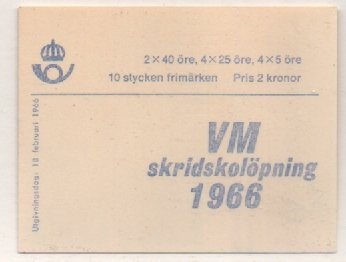 2×40 öre, 4×25 öre, 4×5 öre
10 stycken frimärken Pris 2 kronor
VM
skridskolöpning
1966
Utgivningsdag: 18 februari 1966